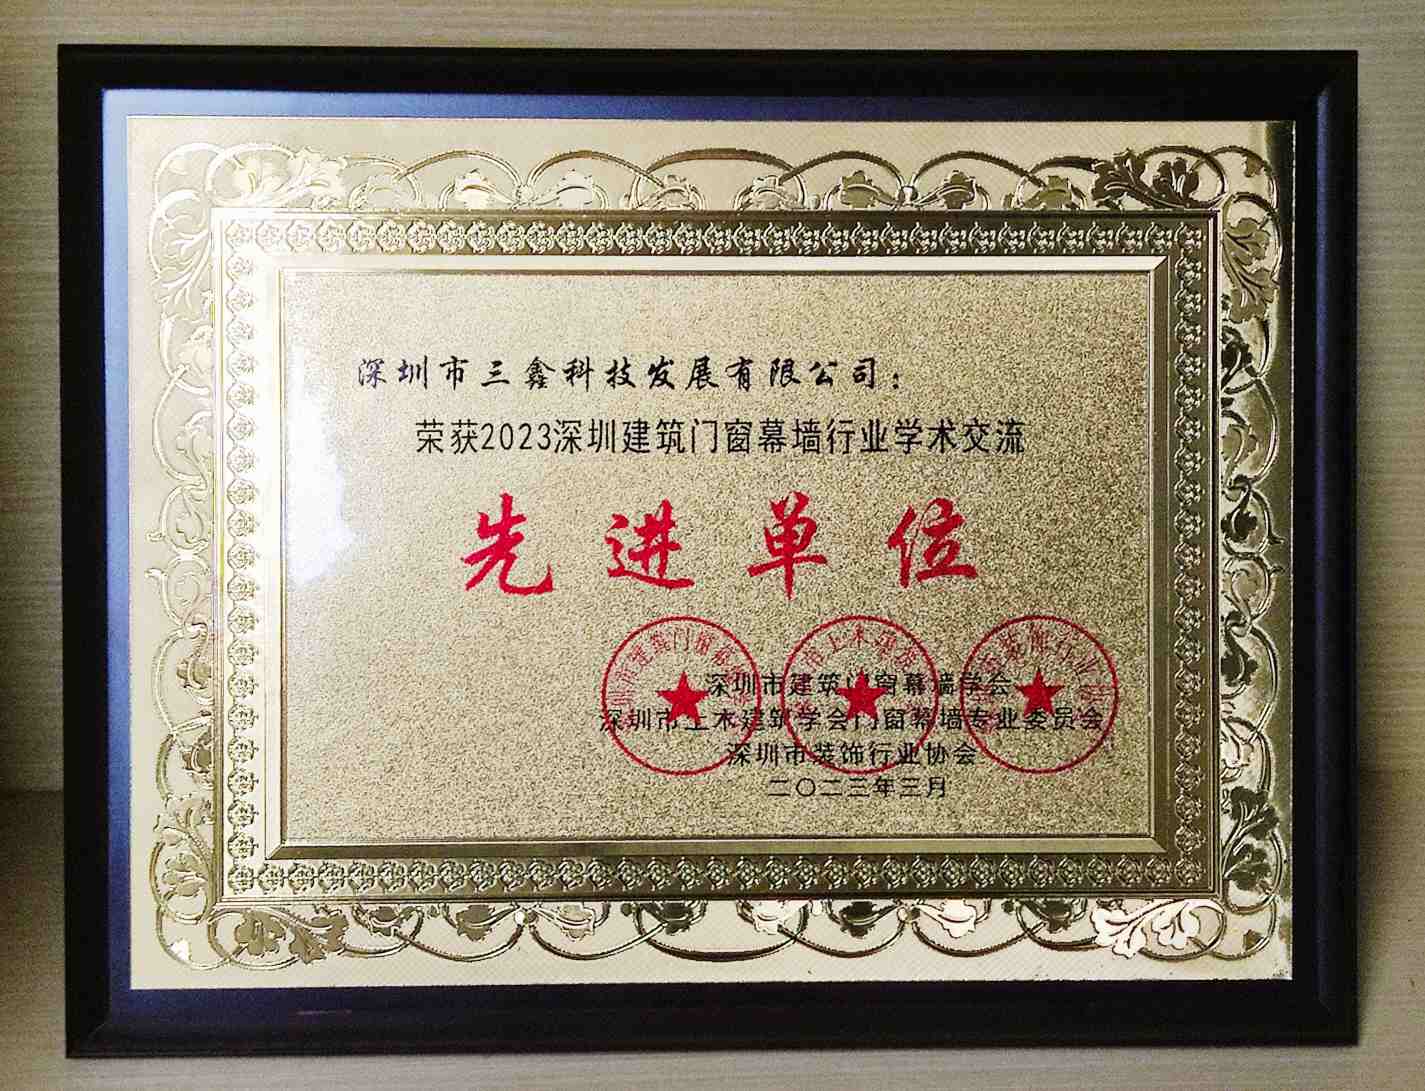 深圳市三鑫科技发展有限公司：
荣获2023深圳建筑门窗幕墙行业学术交流
先进单位
深圳市建筑门窗幕墙学会
深圳市土木建筑学会门窗幕墙专业委员会
深圳市装饰行业协会
二〇二三年三月